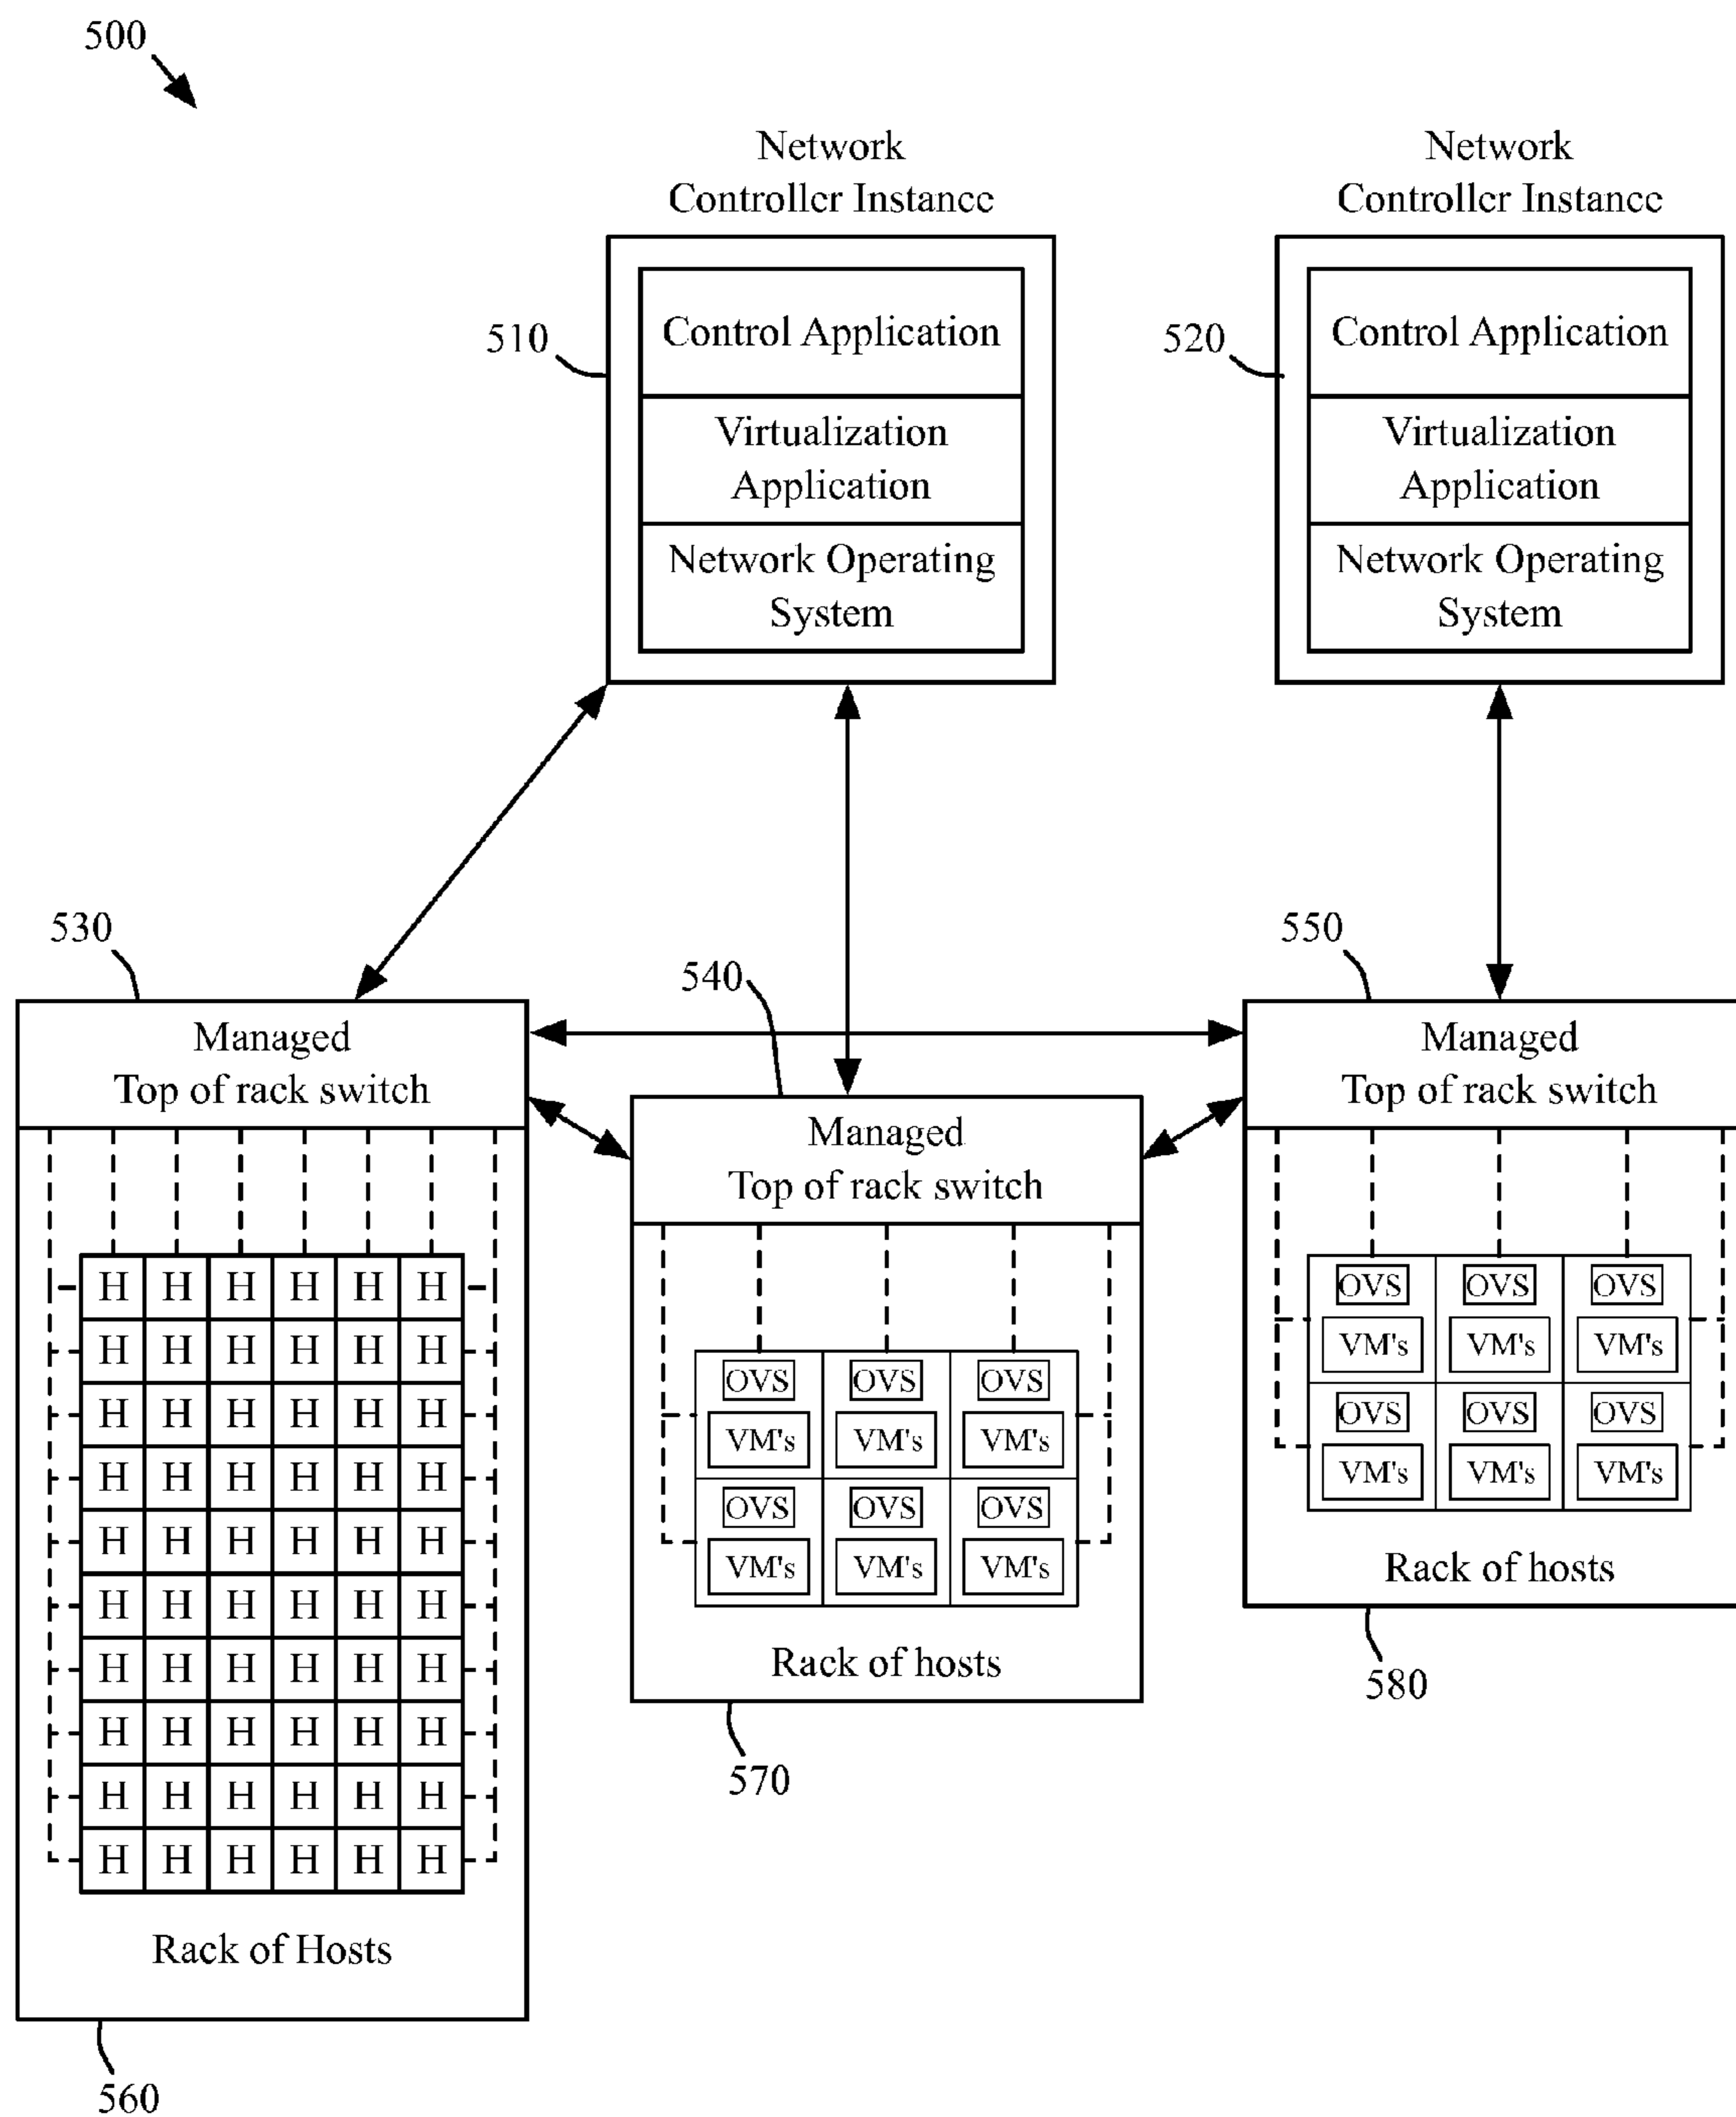 500
Network
Controller Instance
Network
Controller Instance
510
Control Application
Virtualization
Application
Network Operating
System
520
Control Application
Virtualization
Application
Network Operating
System
530
540
550
Managed
Top of rack switch
Managed
Top of rack switch
Managed
Top of rack switch
H H H H H H
H H H H H H
H H H H H H
H H H H H H
H H H H H H
H H H H H H
H H H H H H
H H H H H H
H H H H H H
H H H H H H
Rack of Hosts
560
OVS OVS OVS
VM's VM's VM's
OVS OVS OVS
VM's VM's VM's
Rack of hosts
570
OVS OVS OVS
VM's VM's VM's
OVS OVS OVS
VM's VM's VM's
Rack of hosts
580